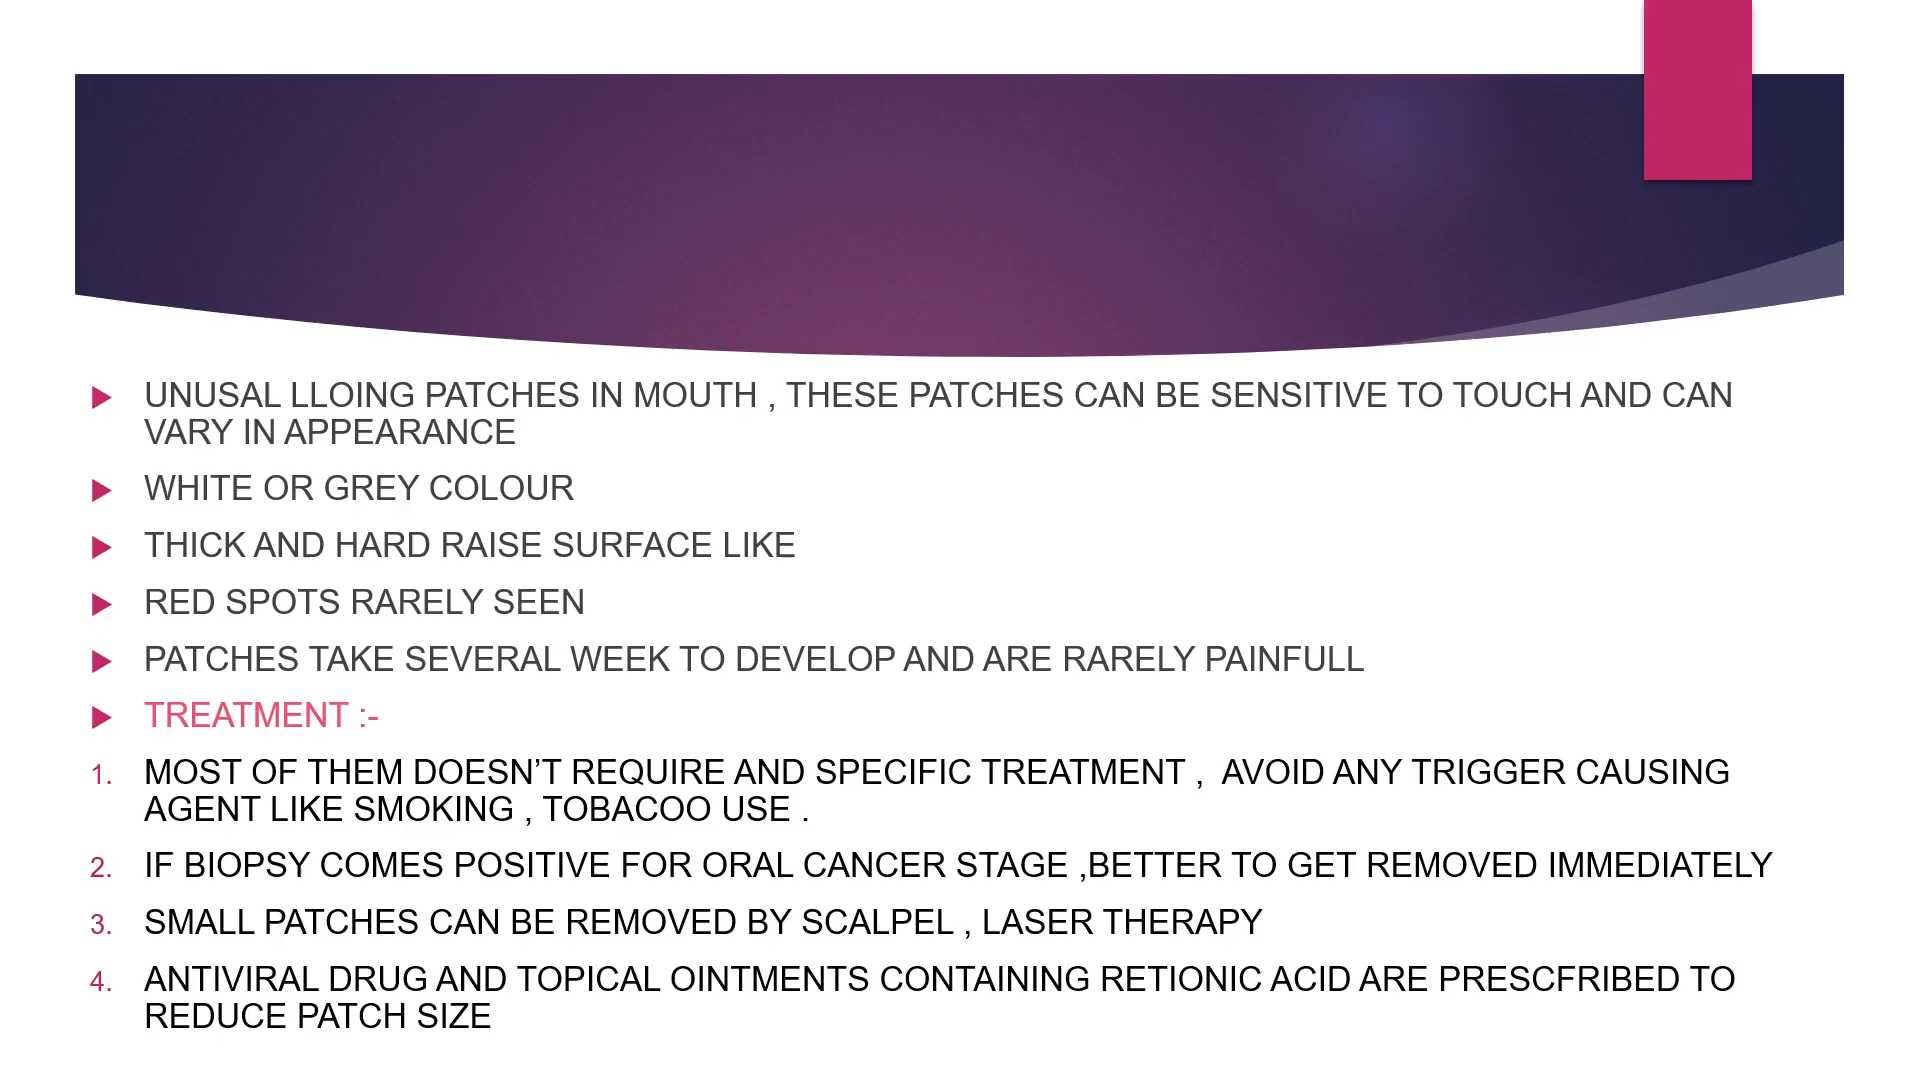 UNUSAL LLOING PATCHES IN MOUTH , THESE PATCHES CAN BE SENSITIVE TO TOUCH AND CAN
VARY IN APPEARANCE
WHITE OR GREY COLOUR
THICK AND HARD RAISE SURFACE LIKE
RED SPOTS RARELY SEEN
PATCHES TAKE SEVERAL WEEK TO DEVELOP AND ARE RARELY PAINFULL
TREATMENT :-
1. MOST OF THEM DOESN’T REQUIRE AND SPECIFIC TREATMENT ,  AVOID ANY TRIGGER CAUSING
AGENT LIKE SMOKING , TOBACOO USE .
2. IF BIOPSY COMES POSITIVE FOR ORAL CANCER STAGE ,BETTER TO GET REMOVED IMMEDIATELY
3. SMALL PATCHES CAN BE REMOVED BY SCALPEL , LASER THERAPY
4. ANTIVIRAL DRUG AND TOPICAL OINTMENTS CONTAINING RETIONIC ACID ARE PRESCFRIBED TO
REDUCE PATCH SIZE